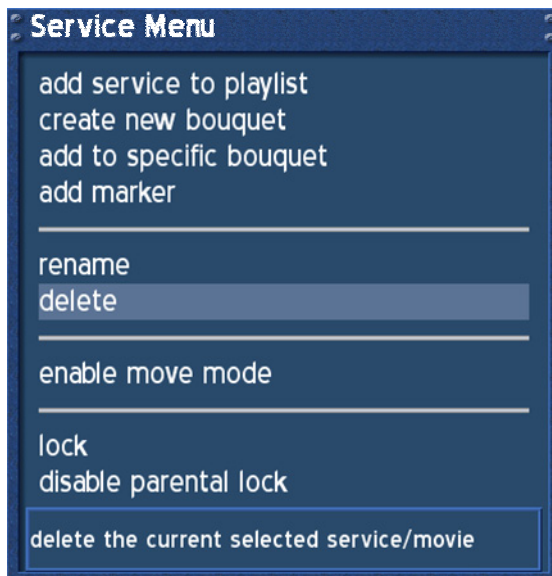 Service Menu
add service to playlist
create new bouquet
add to specific bouquet
add marker
rename
delete
enable move mode
lock
disable parental lock
delete the current selected service/movie